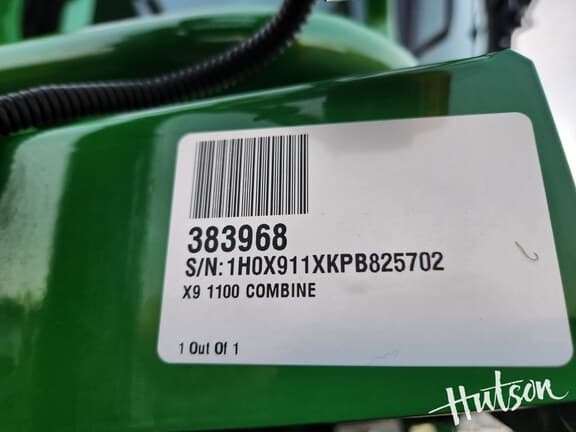 383968
S/N:1H0X911XKPB825702
X9 1100 COMBINE
1 Out Of 1
Hutson